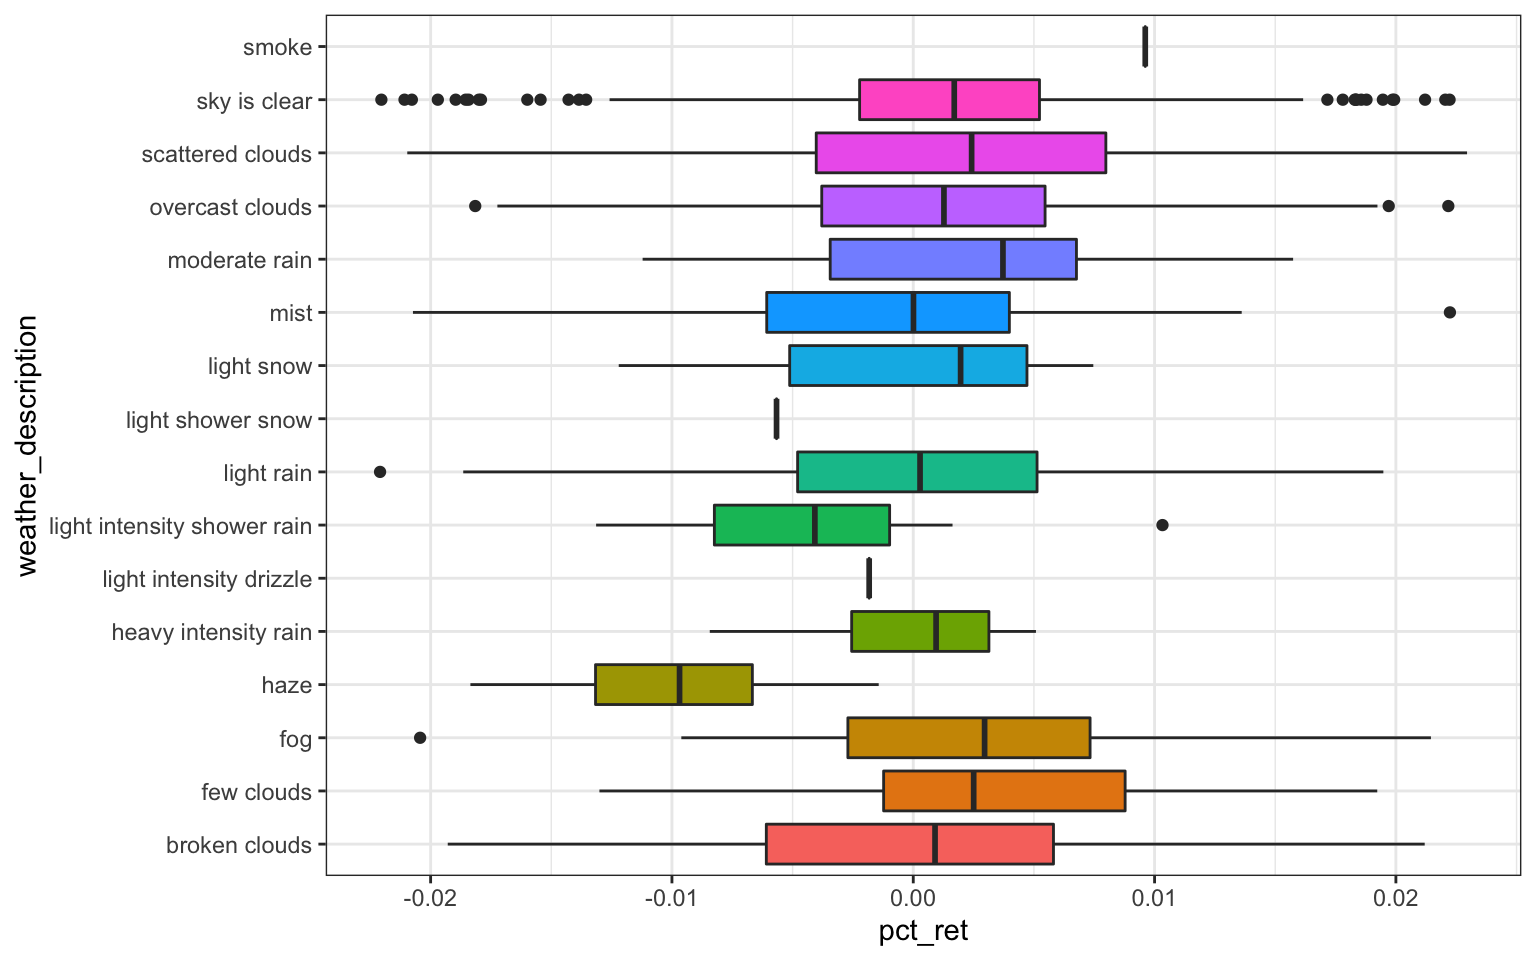 smoke
sky is clear
scattered clouds
overcast clouds
moderate rain
mist
light snow
light shower snow
light rain
light intensity shower rain
light intensity drizzle
heavy intensity rain
haze
fog
few clouds
broken clouds
weather_description
-0.02 -0.01 0.00 0.01 0.02
pct_ret